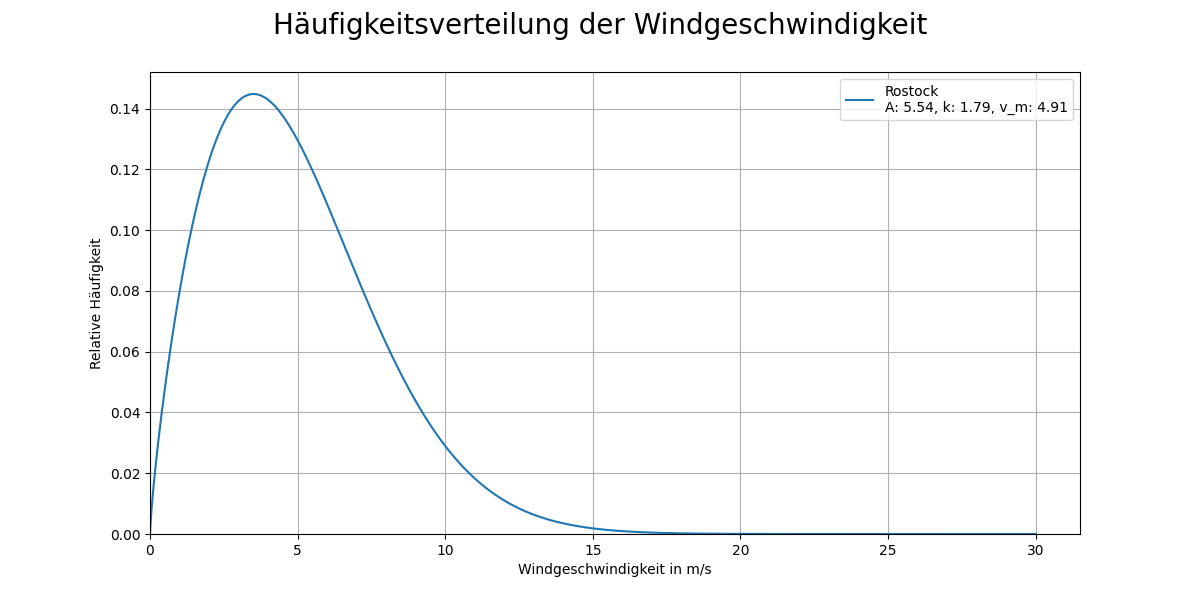 Häufigkeitsverteilung der Windgeschwindigkeit
Rostock
A: 5.54, k: 1.79, v_m: 4.91
Relative Häufigkeit
0.14
0.12
0.10
0.08
0.06
0.04
0.02
0.00
0 5 10 15 20 25 30
Windgeschwindigkeit in m/s